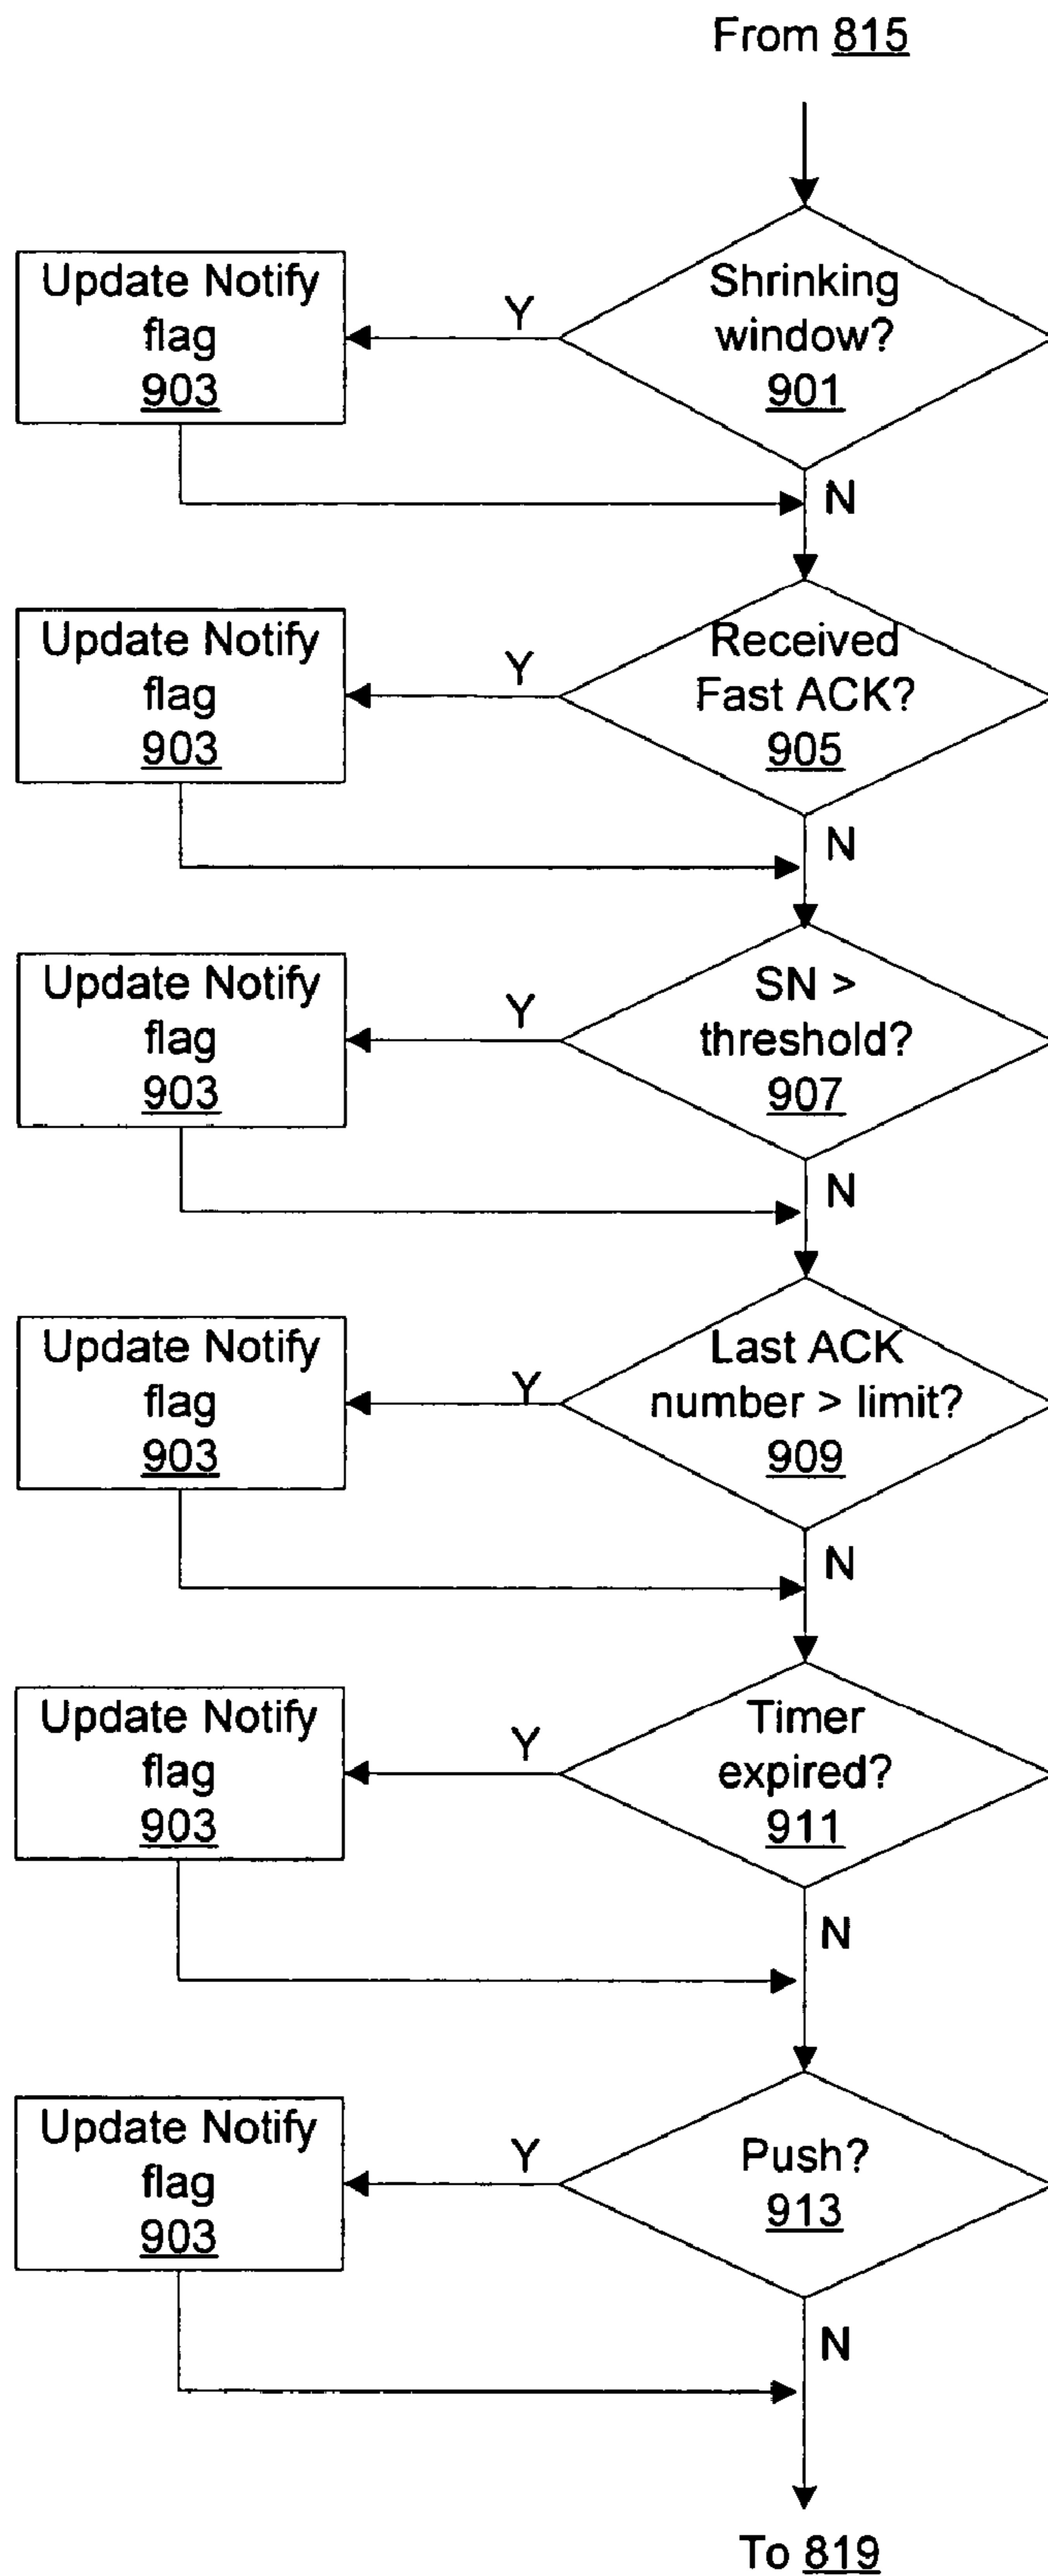 From 815
Shrinking
window?
901
Y
Update Notify
flag
903
N
Received
Fast ACK?
905
Y
Update Notify
flag
903
N
SN >
threshold?
907
Y
Update Notify
flag
903
N
Last ACK
number > limit?
909
Y
Update Notify
flag
903
N
Timer
expired?
911
Y
Update Notify
flag
903
N
Push?
913
Y
Update Notify
flag
903
N
To 819